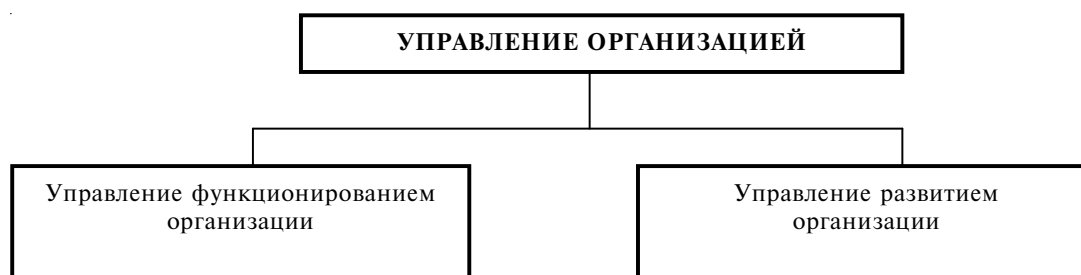 УПРАВЛЕНИЕ ОРГАНИЗАЦИЕЙ
Управление функционированием
организации
Управление развитием
организации